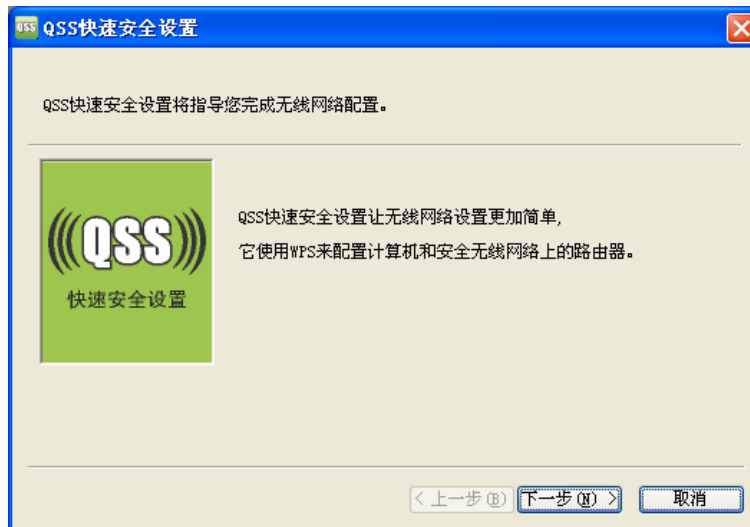 QSS QSS快速安全设置
QSS快速安全设置将指导您完成无线网络配置。
(((QSS)))
快速安全设置
QSS快速安全设置让无线网络设置更加简单,
它使用WPS来配置计算机和安全无线网络上的路由器。
< 上一步(B) 下一步(N) > 取消